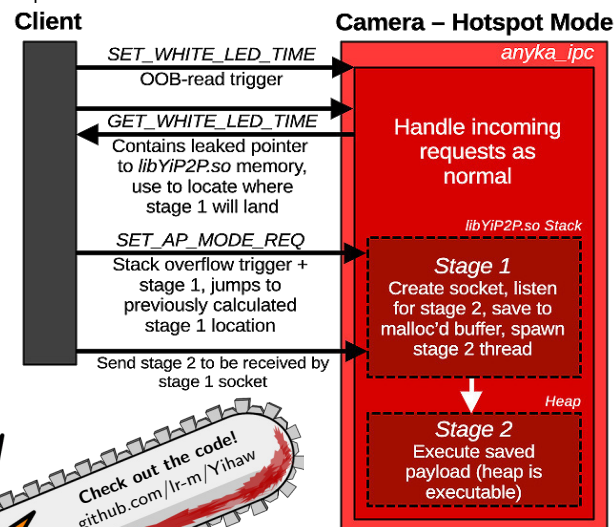 Client
Camera – Hotspot Mode
anyka_ipc
SET_WHITE_LED_TIME
OOB-read trigger
GET_WHITE_LED_TIME
Contains leaked pointer
to libYiP2P.so memory,
use to locate where
stage 1 will land
SET_AP_MODE_REQ
Stack overflow trigger +
stage 1, jumps to
previously calculated
stage 1 location
Send stage 2 to be received by
stage 1 socket
Handle incoming
requests as
normal
libYiP2P.so Stack
Stage 1
Create socket, listen
for stage 2, save to
malloc'd buffer, spawn
stage 2 thread
Heap
Stage 2
Execute saved
payload (heap is
executable)
Check out the code!
github.com/lr-m/Yihaw